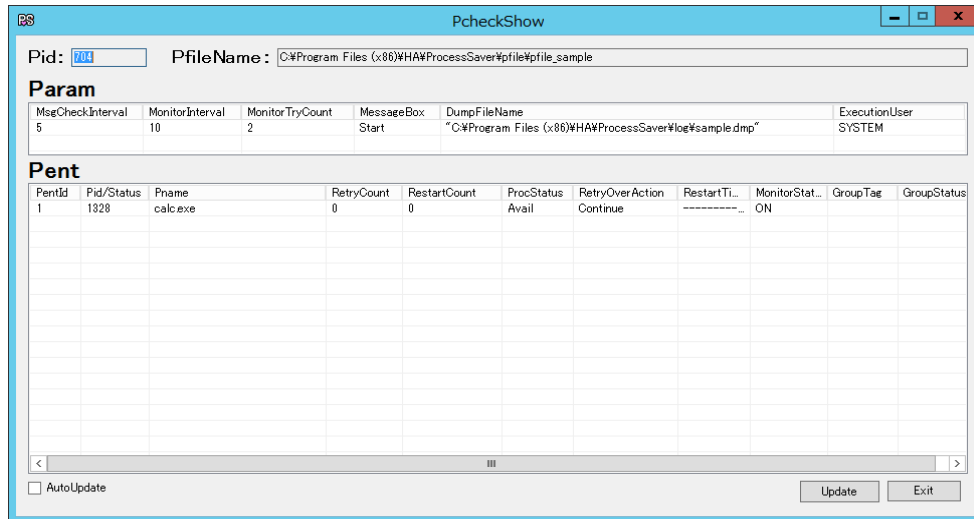 PS PcheckShow
Pid: 704 PfileName: C:¥Program Files (x86)¥HA¥ProcessSaver¥pfile¥pfile_sample
Param
MsgCheckInterval MonitorInterval MonitorTryCount MessageBox DumpFileName ExecutionUser
5 10 2 Start "C:¥Program Files (x86)¥HA¥ProcessSaver¥log¥sample.dmp" SYSTEM
Pent
PentId Pid/Status Pname RetryCount RestartCount ProcStatus RetryOverAction RestartTi... MonitorStat... GroupTag GroupStatus
1 1328 calc.exe 0 0 Avail Continue ---------... ON
AutoUpdate Update Exit